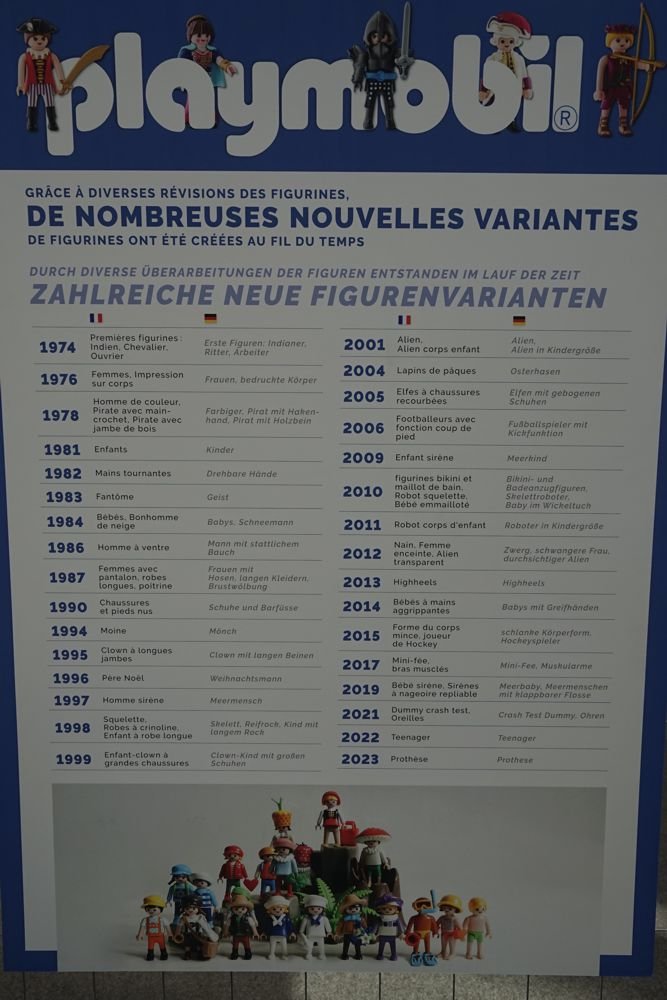 playmobil®
GRÂCE À DIVERSES RÉVISIONS DES FIGURINES,
DE NOMBREUSES NOUVELLES VARIANTES
DE FIGURINES ONT ÉTÉ CRÉÉES AU FIL DU TEMPS
DURCH DIVERSE ÜBERARBEITUNGEN DER FIGUREN ENTSTANDEN IM LAUF DER ZEIT
ZAHLREICHE NEUE FIGURENVARIANTEN
1974
Premières figurines :
Indien, Chevalier,
Ouvrier
Erste Figuren: Indianer,
Ritter, Arbeiter
1976
Femmes, Impression
sur corps
Frauen, bedruckte Körper
1978
Homme de couleur,
Pirate avec main-
crochet, Pirate avec
jambe de bois
Farbiger, Pirat mit Haken-
hand, Pirat mit Holzbein
1981
Enfants
Kinder
1982
Mains tournantes
Drehbare Hände
1983
Fantôme
Geist
1984
Bébés, Bonhomme
de neige
Babys, Schneemann
1986
Homme à ventre
Mann mit stattlichem
Bauch
1987
Femmes avec
pantalon, robes
longues, poitrine
Frauen mit
Hosen, langen Kleidern,
Brustwölbung
1990
Chaussures
et pieds nus
Schuhe und Barfüsse
1994
Moine
Mönch
1995
Clown à longues
jambes
Clown mit langen Beinen
1996
Père Noël
Weihnachtsmann
1997
Homme sirène
Meermensch
1998
Squelette,
Robes à crinoline,
Enfant à robe longue
Skelett, Reifrock, Kind mit
langem Rock
1999
Enfant-clown à
grandes chaussures
Clown-Kind mit großen
Schuhen
2001
Alien,
Alien corps enfant
Alien,
Alien in Kindergröße
2004
Lapins de pâques
Osterhasen
2005
Elfes à chaussures
recourbées
Elfen mit gebogenen
Schuhen
2006
Footballeurs avec
fonction coup de
pied
Fußballspieler mit
Kickfunktion
2009
Enfant sirène
Meerkind
2010
figurines bikini et
maillot de bain,
Robot squelette,
Bébé emmailloté
Bikini- und
Badeanzugfiguren,
Skelettroboter,
Baby im Wickeltuch
2011
Robot corps d'enfant
Roboter in Kindergröße
2012
Nain, Femme
enceinte, Alien
transparent
Zwerg, schwangere Frau,
durchsichtiger Alien
2013
Highheels
Highheels
2014
Bébés à mains
aggrippantes
Babys mit Greifhänden
2015
Forme du corps
mince, joueur
de Hockey
schlanke Körperform,
Hockeyspieler
2017
Mini-fée,
bras musclés
Mini-Fee, Muskularme
2019
Bébé sirène, Sirènes
à nageoire repliable
Meerbaby, Meermenschen
mit klappbarer Flosse
2021
Dummy crash test,
Oreilles
Crash Test Dummy, Ohren
2022
Teenager
Teenager
2023
Prothèse
Prothese